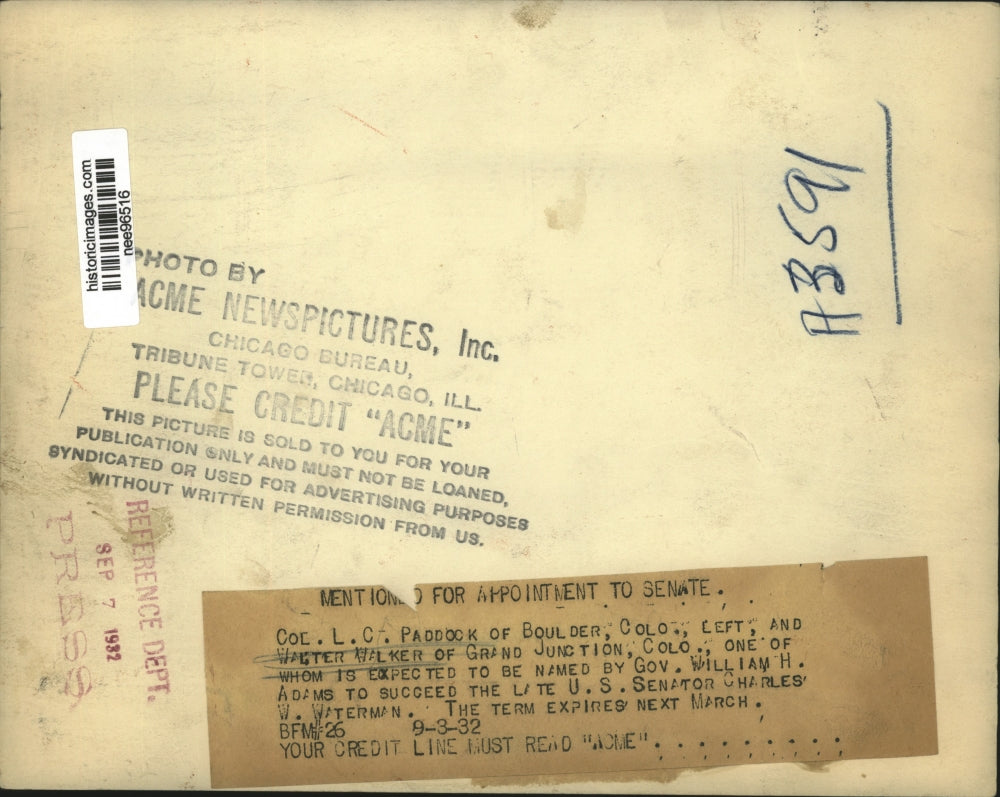 historicimages.com
nee96516
PHOTO BY
ACME NEWSPICTURES, Inc.
CHICAGO BUREAU,
TRIBUNE TOWER, CHICAGO, ILL.
PLEASE CREDIT "ACME"
THIS PICTURE IS SOLD TO YOU FOR YOUR
PUBLICATION ONLY AND MUST NOT BE LOANED,
SYNDICATED OR USED FOR ADVERTISING PURPOSES
WITHOUT WRITTEN PERMISSION FROM US.
A3591
REFERENCE DEPT.
SEP 7 1932
PRESS
MENTIONED FOR APPOINTMENT TO SENATE.
COL. L.C. PADDOCK OF BOULDER, COLO., LEFT, AND
WALTER WALKER OF GRAND JUNCTION, COLO., ONE OF
WHOM IS EXPECTED TO BE NAMED BY GOV. WILLIAM H.
ADAMS TO SUCCEED THE LATE U.S. SENATOR CHARLES
W. WATERMAN. THE TERM EXPIRES NEXT MARCH.
BFM#26 9-3-32
YOUR CREDIT LINE MUST READ "ACME". . . . . . . . . .